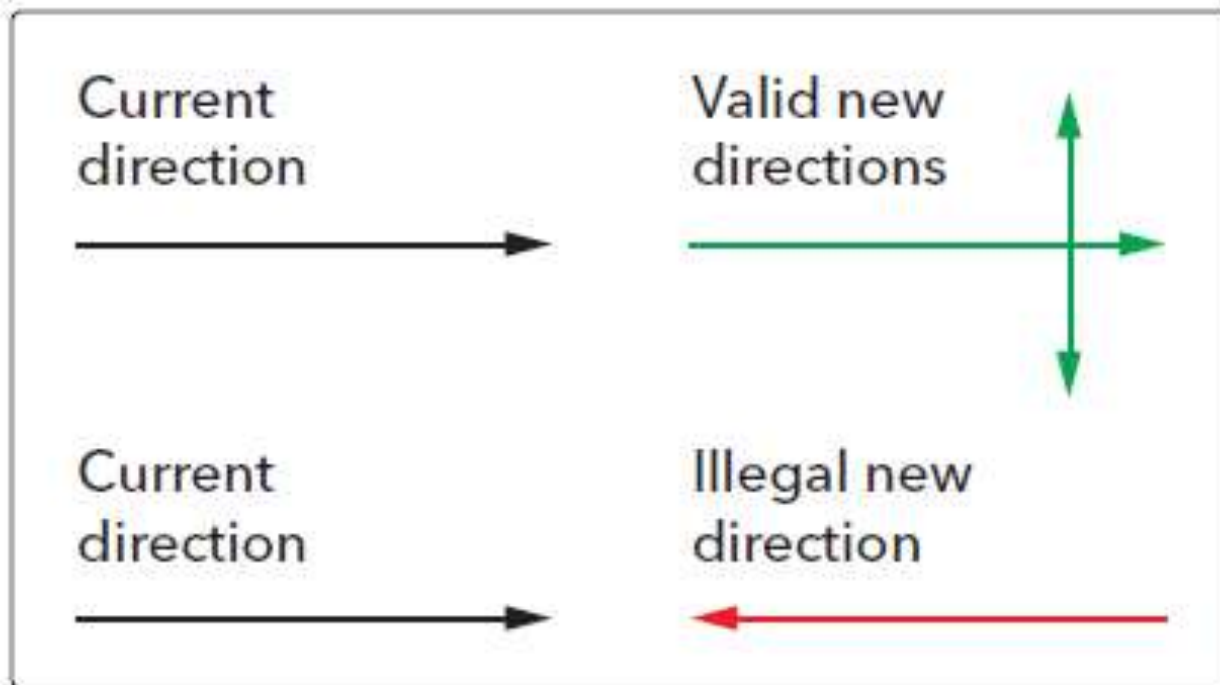 Current
direction
Valid new
directions
Current
direction
Illegal new
direction